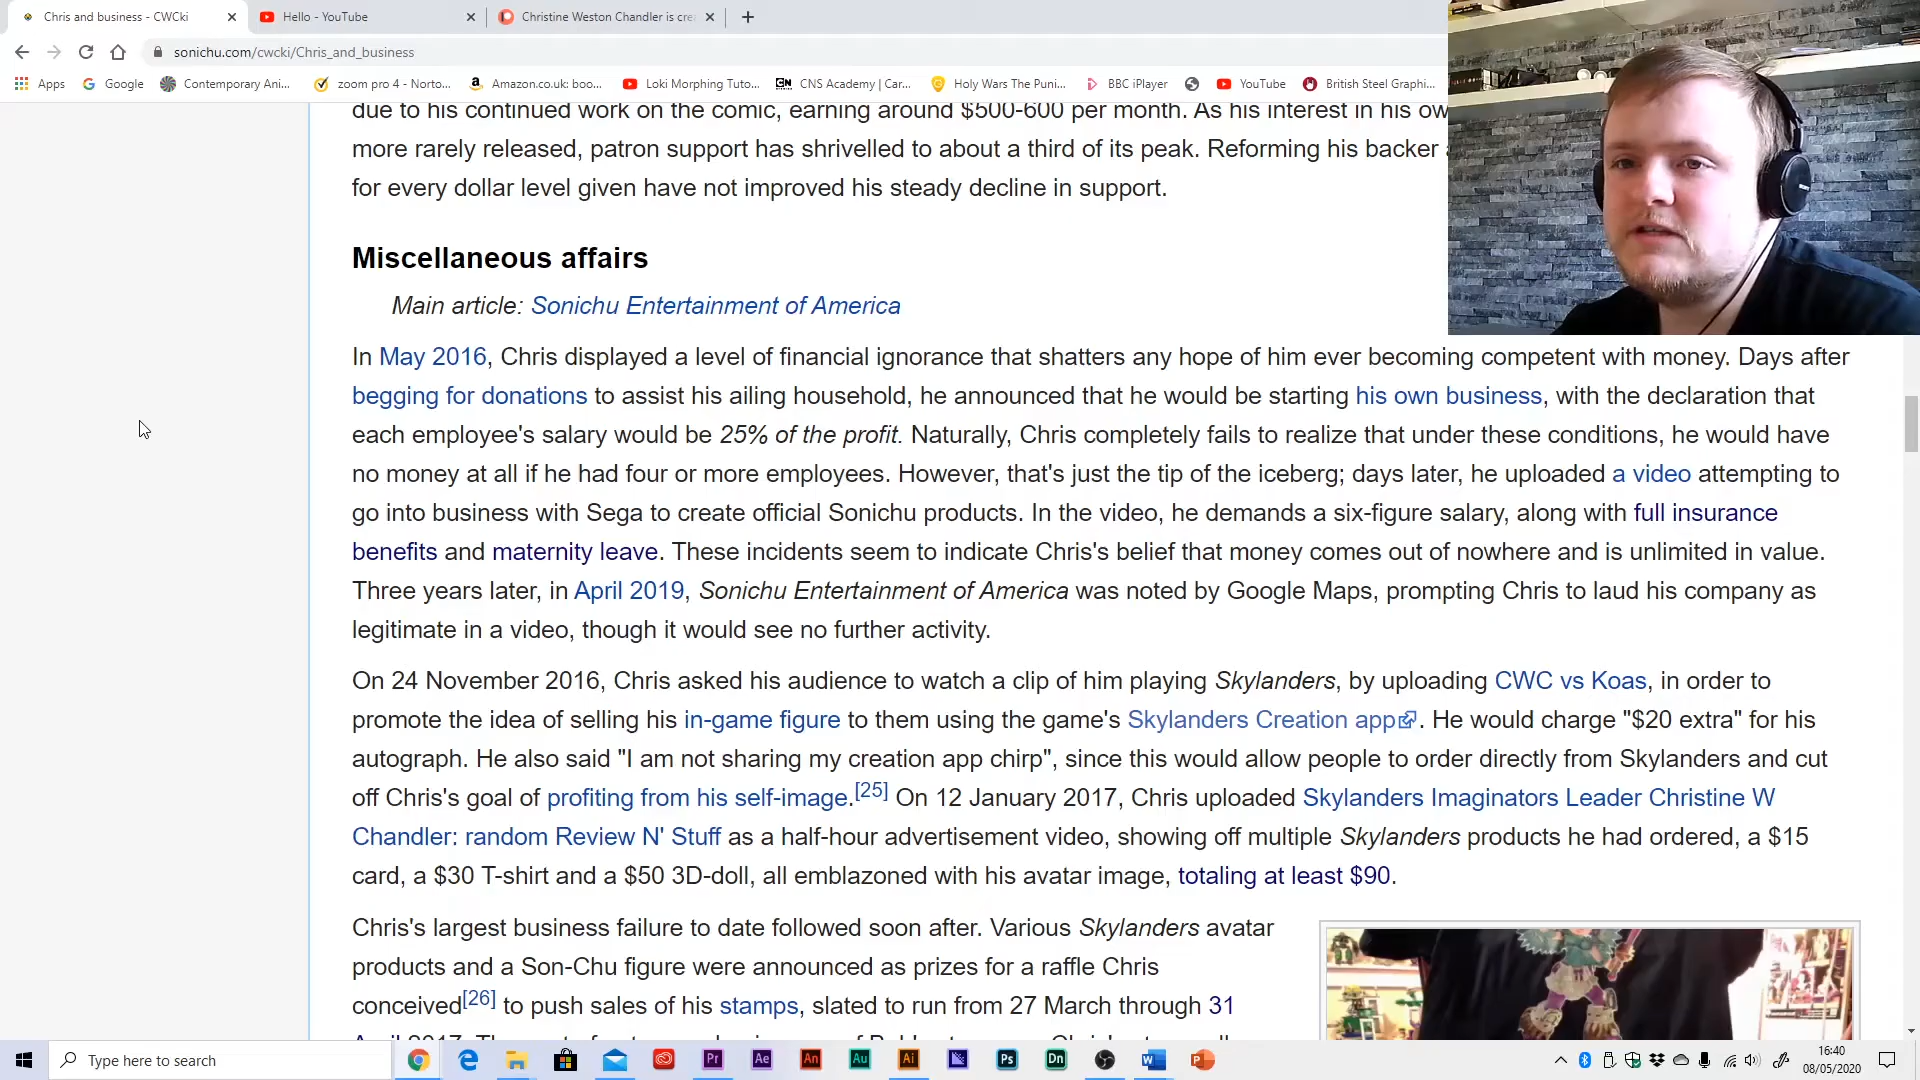 Chris and business - CWCki
Hello - YouTube
Christine Weston Chandler is cre
sonichu.com/cwcki/Chris_and_business
Apps
Google
Contemporary Ani...
zoom pro 4 - Norto...
Amazon.co.uk: boo...
Loki Morphing Tuto...
CNS Academy | Car...
Holy Wars The Puni...
BBC iPlayer
YouTube
British Steel Graphi...
due to his continued work on the comic, earning around $500-600 per month. As his interest in his ow
more rarely released, patron support has shrivelled to about a third of its peak. Reforming his backer
for every dollar level given have not improved his steady decline in support.
Miscellaneous affairs
Main article: Sonichu Entertainment of America
In May 2016, Chris displayed a level of financial ignorance that shatters any hope of him ever becoming competent with money. Days after
begging for donations to assist his ailing household, he announced that he would be starting his own business, with the declaration that
each employee's salary would be 25% of the profit. Naturally, Chris completely fails to realize that under these conditions, he would have
no money at all if he had four or more employees. However, that's just the tip of the iceberg; days later, he uploaded a video attempting to
go into business with Sega to create official Sonichu products. In the video, he demands a six-figure salary, along with full insurance
benefits and maternity leave. These incidents seem to indicate Chris's belief that money comes out of nowhere and is unlimited in value.
Three years later, in April 2019, Sonichu Entertainment of America was noted by Google Maps, prompting Chris to laud his company as
legitimate in a video, though it would see no further activity.
On 24 November 2016, Chris asked his audience to watch a clip of him playing Skylanders, by uploading CWC vs Koas, in order to
promote the idea of selling his in-game figure to them using the game's Skylanders Creation app. He would charge "$20 extra" for his
autograph. He also said "I am not sharing my creation app chirp", since this would allow people to order directly from Skylanders and cut
off Chris's goal of profiting from his self-image.[25] On 12 January 2017, Chris uploaded Skylanders Imaginators Leader Christine W
Chandler: random Review N' Stuff as a half-hour advertisement video, showing off multiple Skylanders products he had ordered, a $15
card, a $30 T-shirt and a $50 3D-doll, all emblazoned with his avatar image, totaling at least $90.
Chris's largest business failure to date followed soon after. Various Skylanders avatar
products and a Son-Chu figure were announced as prizes for a raffle Chris
conceived[26] to push sales of his stamps, slated to run from 27 March through 31
Type here to search
Pr
Ae
An
Au
Ai
Ps
Dn
16:40
08/05/2020